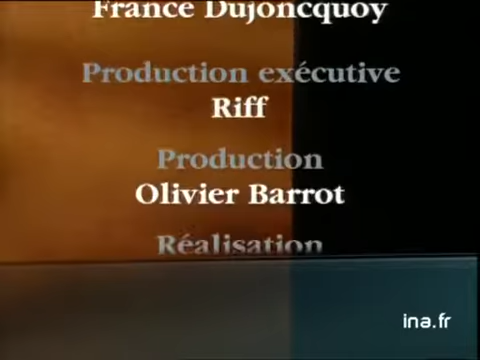 France Dujoncquoy
Production exécutive
Riff
Production
Olivier Barrot
Réalisation
ina.fr